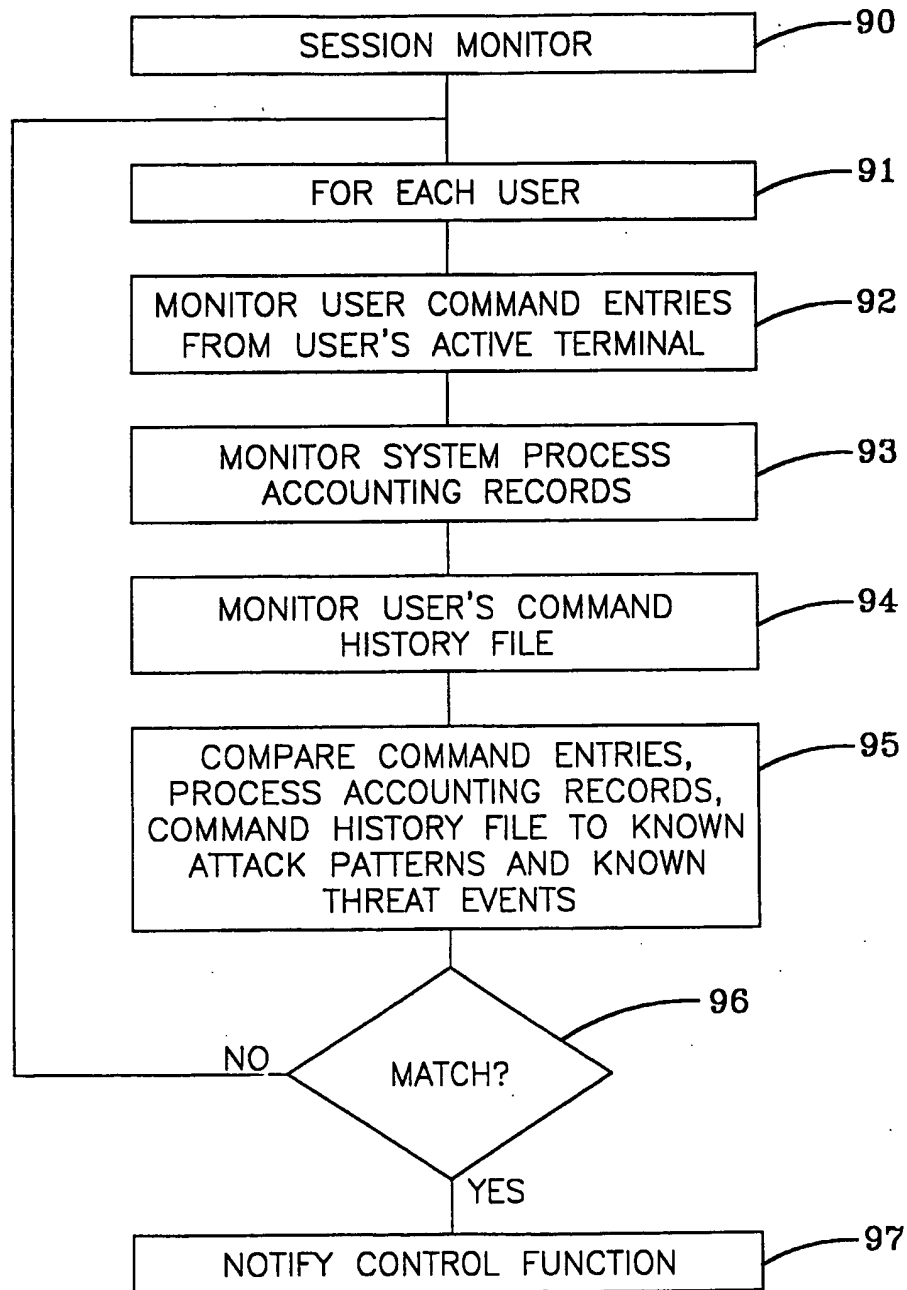 SESSION MONITOR
90
FOR EACH USER
91
MONITOR USER COMMAND ENTRIES
FROM USER'S ACTIVE TERMINAL
92
MONITOR SYSTEM PROCESS
ACCOUNTING RECORDS
93
MONITOR USER'S COMMAND
HISTORY FILE
94
COMPARE COMMAND ENTRIES,
PROCESS ACCOUNTING RECORDS,
COMMAND HISTORY FILE TO KNOWN
ATTACK PATTERNS AND KNOWN
THREAT EVENTS
95
MATCH?
96
NO
YES
NOTIFY CONTROL FUNCTION
97